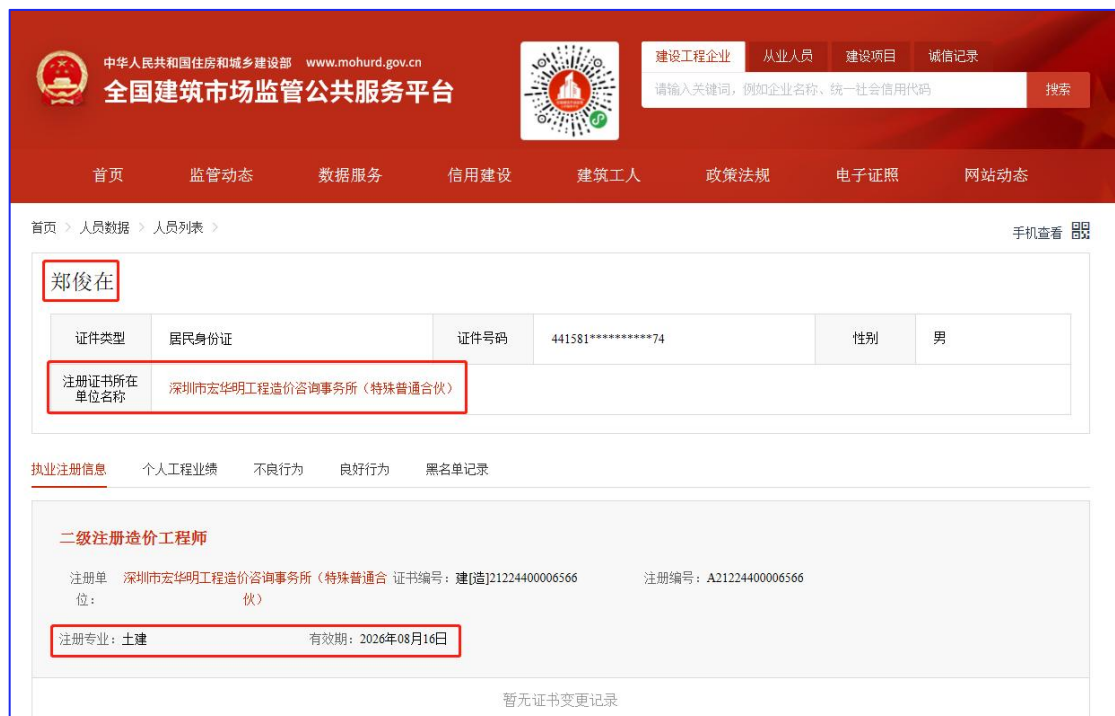 中华人民共和国住房和城乡建设部 www.mohurd.gov.cn
全国建筑市场监管公共服务平台
建设工程企业 从业人员 建设项目 诚信记录
请输入关键词，例如企业名称、统一社会信用代码 搜索
首页 监管动态 数据服务 信用建设 建筑工人 政策法规 电子证照 网站动态
首页 > 人员数据 > 人员列表 >
手机查看
郑俊在
证件类型 居民身份证 证件号码 441581**********74 性别 男
注册证书所在
单位名称
深圳市宏华明工程造价咨询事务所（特殊普通合伙）
执业注册信息 个人工程业绩 不良行为 良好行为 黑名单记录
二级注册造价工程师
注册单 深圳市宏华明工程造价咨询事务所（特殊普通合 证书编号：建[造]21224400006566 注册编号：A21224400006566
位： 伙）
注册专业：土建 有效期：2026年08月16日
暂无证书变更记录